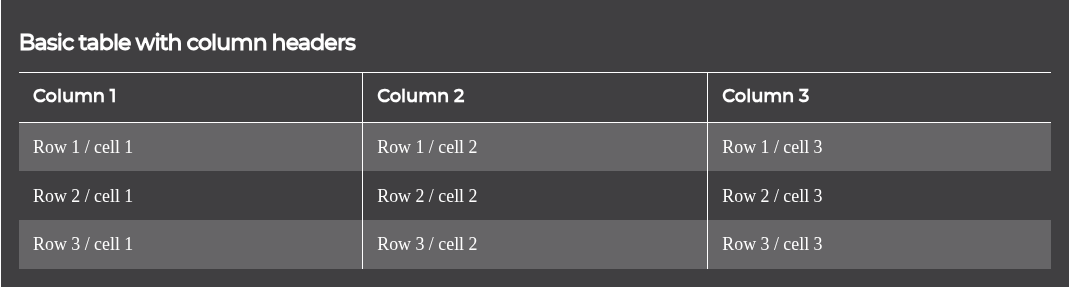 Basic table with column headers
Column 1 Column 2 Column 3
Row 1 / cell 1 Row 1 / cell 2 Row 1 / cell 3
Row 2 / cell 1 Row 2 / cell 2 Row 2 / cell 3
Row 3 / cell 1 Row 3 / cell 2 Row 3 / cell 3